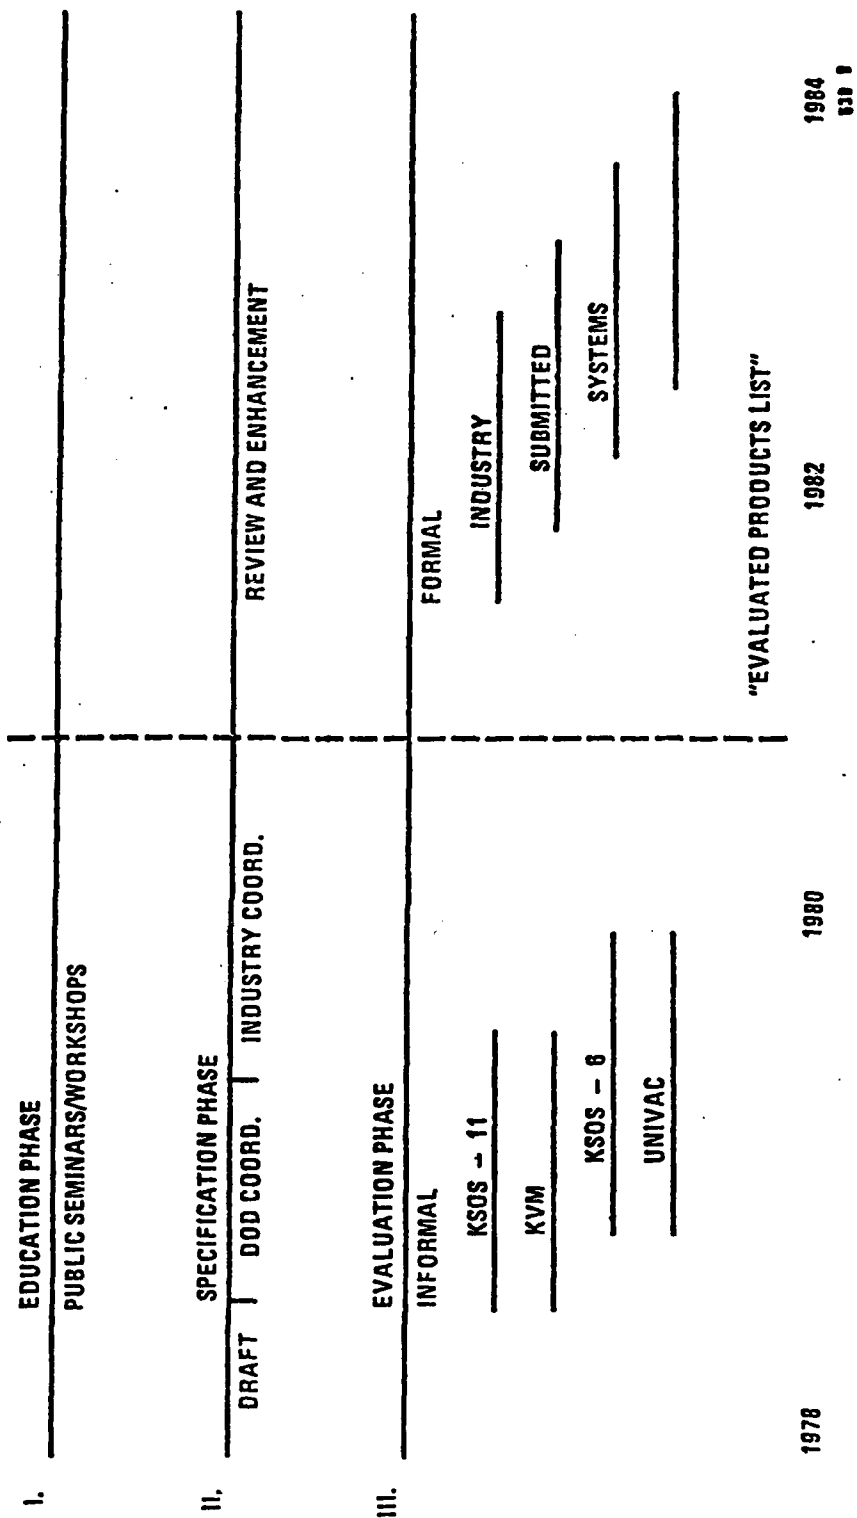 I. EDUCATION PHASE
PUBLIC SEMINARS/WORKSHOPS
II. SPECIFICATION PHASE
DRAFT DOD COORD. INDUSTRY COORD. REVIEW AND ENHANCEMENT
III. EVALUATION PHASE
INFORMAL FORMAL
KSOS - 11 INDUSTRY
KVM SUBMITTED
KSOS - 6 SYSTEMS
UNIVAC
"EVALUATED PRODUCTS LIST"
1978 1980 1982 1984